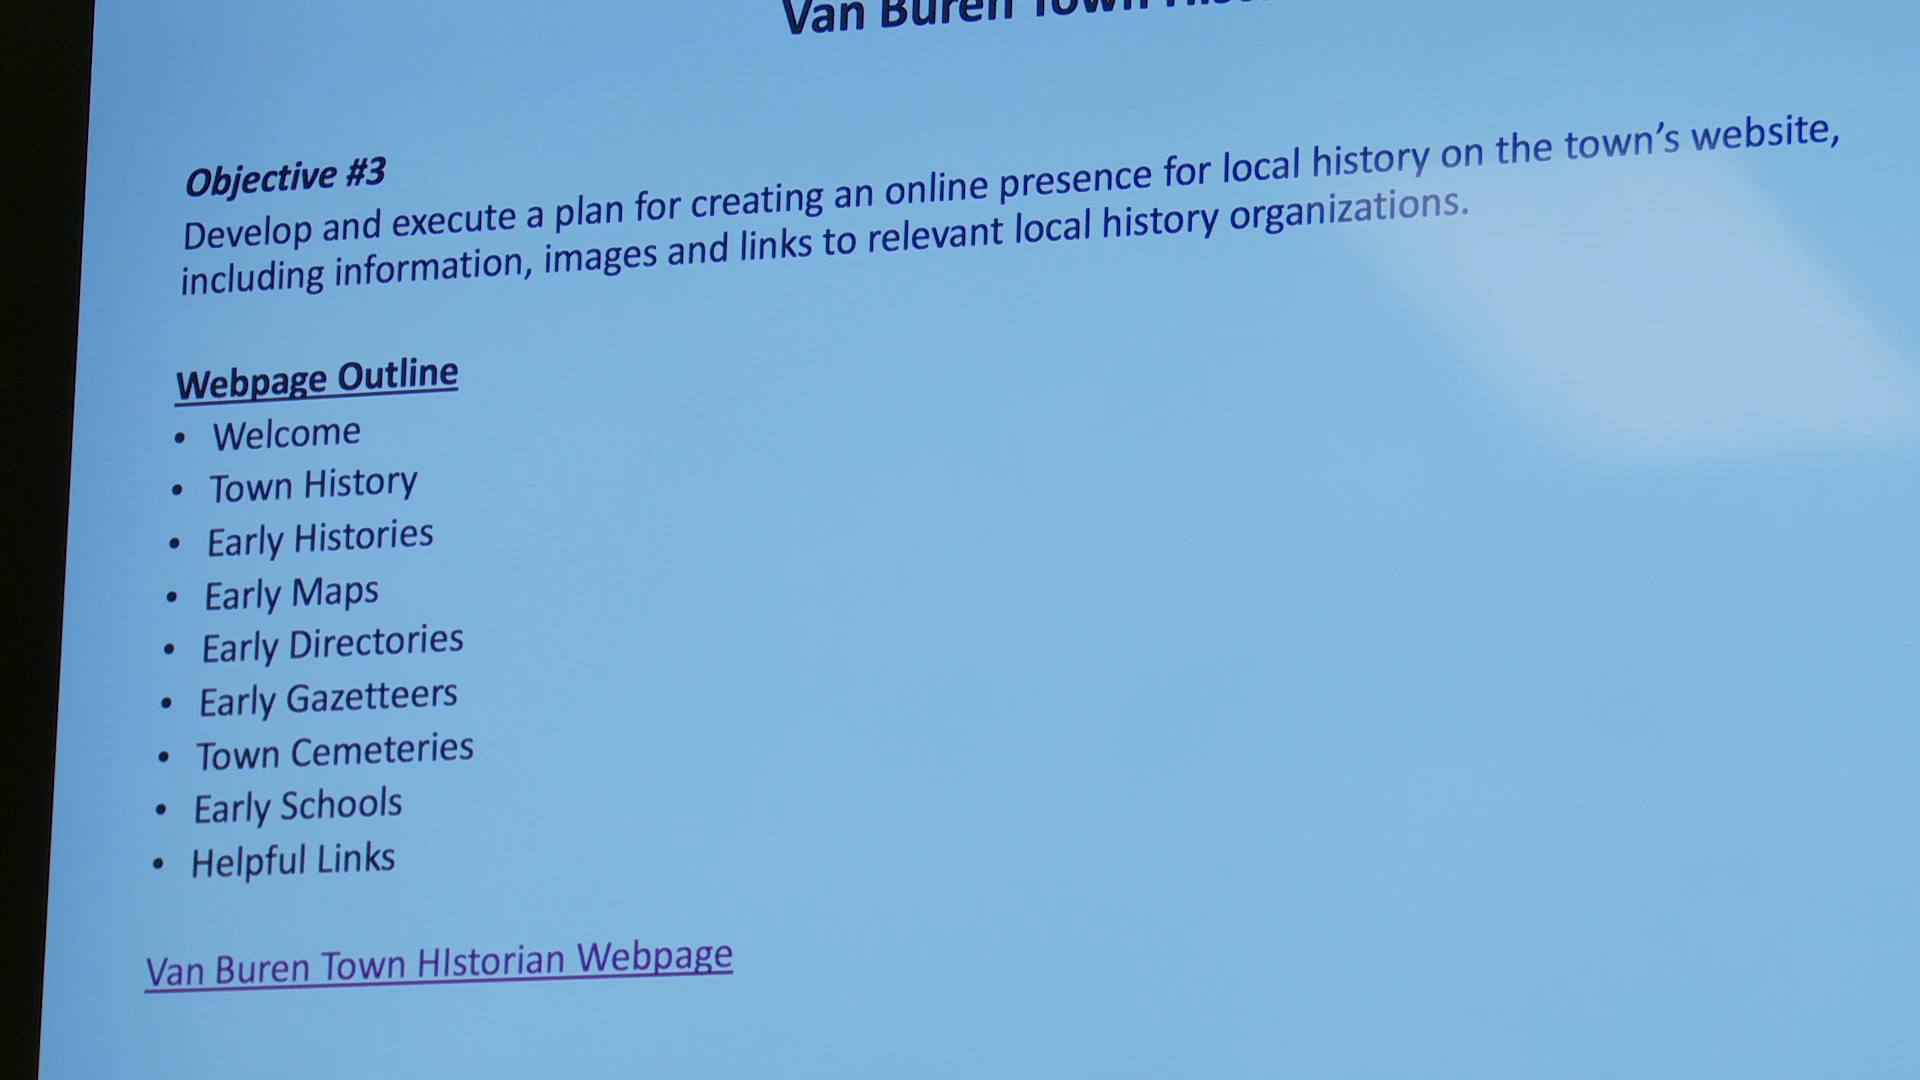 Van Buren Town
Objective #3
Develop and execute a plan for creating an online presence for local history on the town's website,
including information, images and links to relevant local history organizations.
Webpage Outline
• Welcome
• Town History
• Early Histories
• Early Maps
• Early Directories
• Early Gazetteers
• Town Cemeteries
• Early Schools
• Helpful Links
Van Buren Town HIstorian Webpage